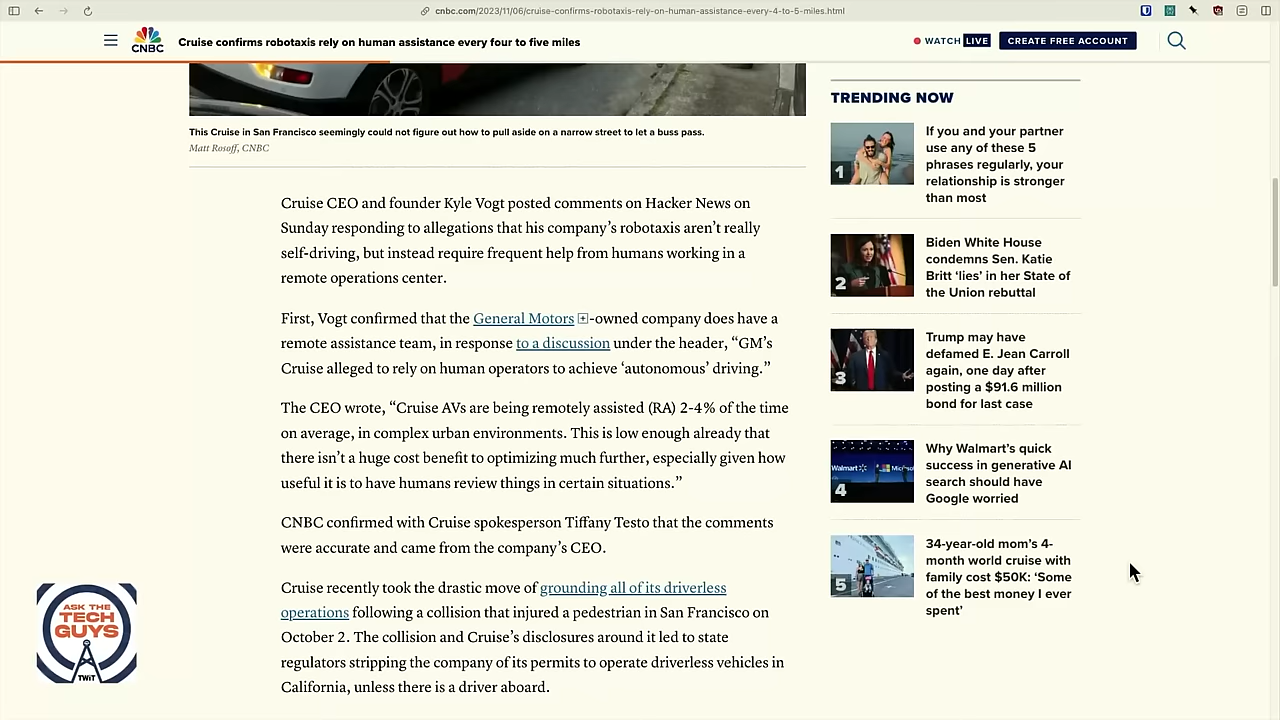 cnbc.com/2023/11/06/cruise-confirms-robotaxis-rely-on-human-assistance-every-4-to-5-miles.html
CNBC
Cruise confirms robotaxis rely on human assistance every four to five miles
WATCH LIVE
CREATE FREE ACCOUNT
This Cruise in San Francisco seemingly could not figure out how to pull aside on a narrow street to let a buss pass.
Matt Rosoff, CNBC
Cruise CEO and founder Kyle Vogt posted comments on Hacker News on
Sunday responding to allegations that his company's robotaxis aren't really
self-driving, but instead require frequent help from humans working in a
remote operations center.
First, Vogt confirmed that the General Motors-owned company does have a
remote assistance team, in response to a discussion under the header, “GM's
Cruise alleged to rely on human operators to achieve ‘autonomous’ driving.”
The CEO wrote, “Cruise AVs are being remotely assisted (RA) 2-4% of the time
on average, in complex urban environments. This is low enough already that
there isn't a huge cost benefit to optimizing much further, especially given how
useful it is to have humans review things in certain situations.”
CNBC confirmed with Cruise spokesperson Tiffany Testo that the comments
were accurate and came from the company's CEO.
Cruise recently took the drastic move of grounding all of its driverless
operations following a collision that injured a pedestrian in San Francisco on
October 2. The collision and Cruise's disclosures around it led to state
regulators stripping the company of its permits to operate driverless vehicles in
California, unless there is a driver aboard.
TRENDING NOW
1
If you and your partner
use any of these 5
phrases regularly, your
relationship is stronger
than most
2
Biden White House
condemns Sen. Katie
Britt ‘lies’ in her State of
the Union rebuttal
3
Trump may have
defamed E. Jean Carroll
again, one day after
posting a $91.6 million
bond for last case
Walmart
4
Why Walmart's quick
success in generative AI
search should have
Google worried
5
34-year-old mom's 4-
month world cruise with
family cost $50K: ‘Some
of the best money I ever
spent’
ASK THE
TECH
GUYS
TWiT